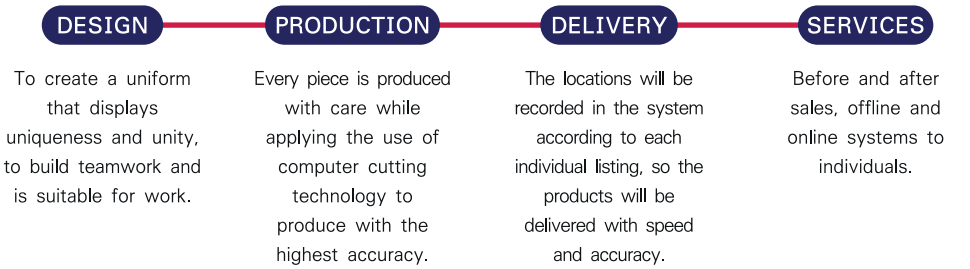 DESIGN
To create a uniform
that displays
uniqueness and unity,
to build teamwork and
is suitable for work.
PRODUCTION
Every piece is produced
with care while
applying the use of
computer cutting
technology to
produce with the
highest accuracy.
DELIVERY
The locations will be
recorded in the system
according to each
individual listing, so the
products will be
delivered with speed
and accuracy.
SERVICES
Before and after
sales, offline and
online systems to
individuals.